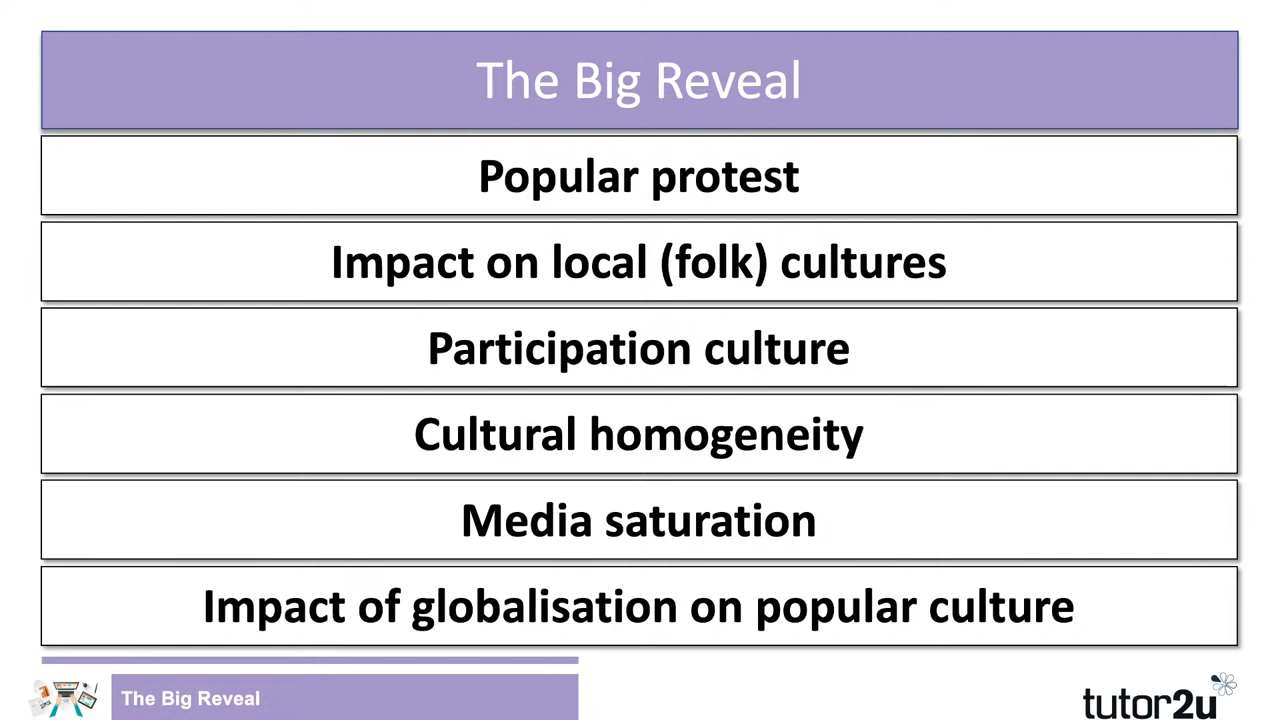 The Big Reveal
Popular protest
Impact on local (folk) cultures
Participation culture
Cultural homogeneity
Media saturation
Impact of globalisation on popular culture
The Big Reveal
tutor2u